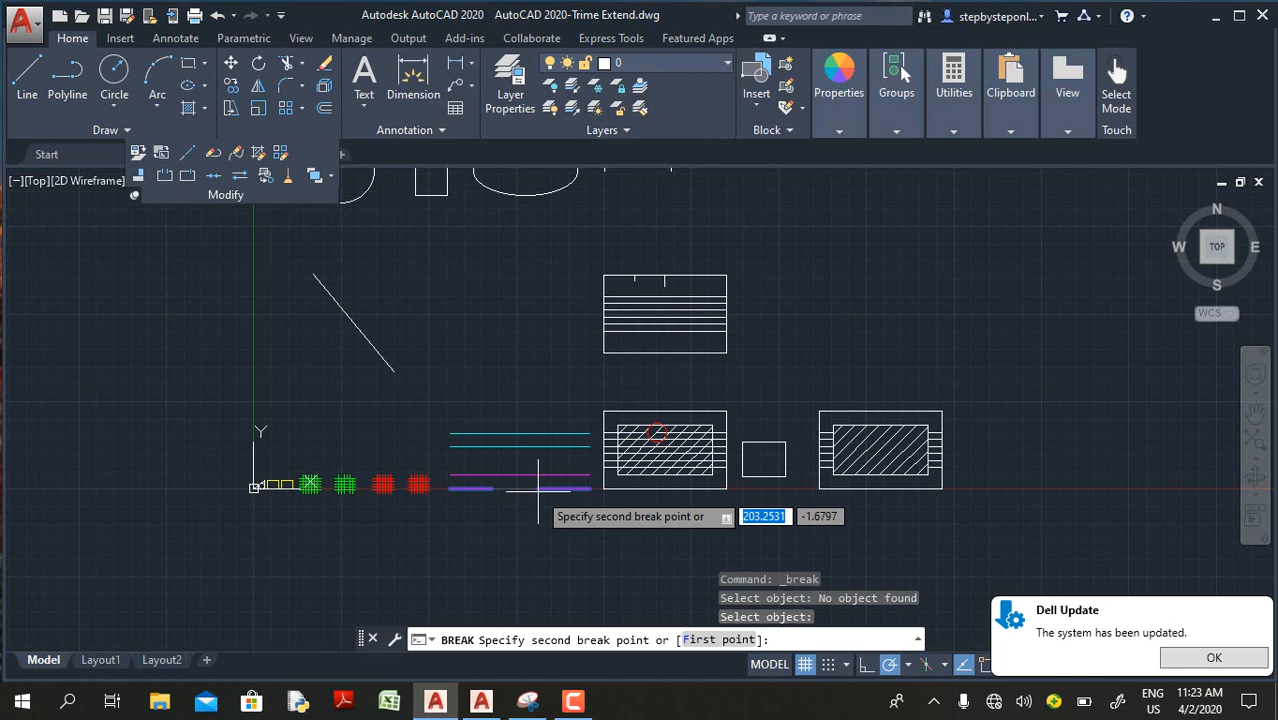 Autodesk AutoCAD 2020 AutoCAD 2020-Trime Extend.dwg
Type a keyword or phrase
stepbysteponl...
Home Insert Annotate Parametric View Manage Output Add-ins Collaborate Express Tools Featured Apps
Line Polyline Circle Arc
Text Dimension
Layer Properties
0
Insert
Properties Groups Utilities Clipboard View
Select Mode
Draw
Annotation
Layers
Block
Touch
Start
[−][Top][2D Wireframe]
Modify
N
W TOP E
S
WCS
Y
Specify second break point or 203.2531 -1.6797
Command: _break
Select object: No object found
Select object:
BREAK Specify second break point or [First point]:
Dell Update
The system has been updated.
OK
Model Layout1 Layout2 +
MODEL
ENG
US
11:23 AM
4/2/2020